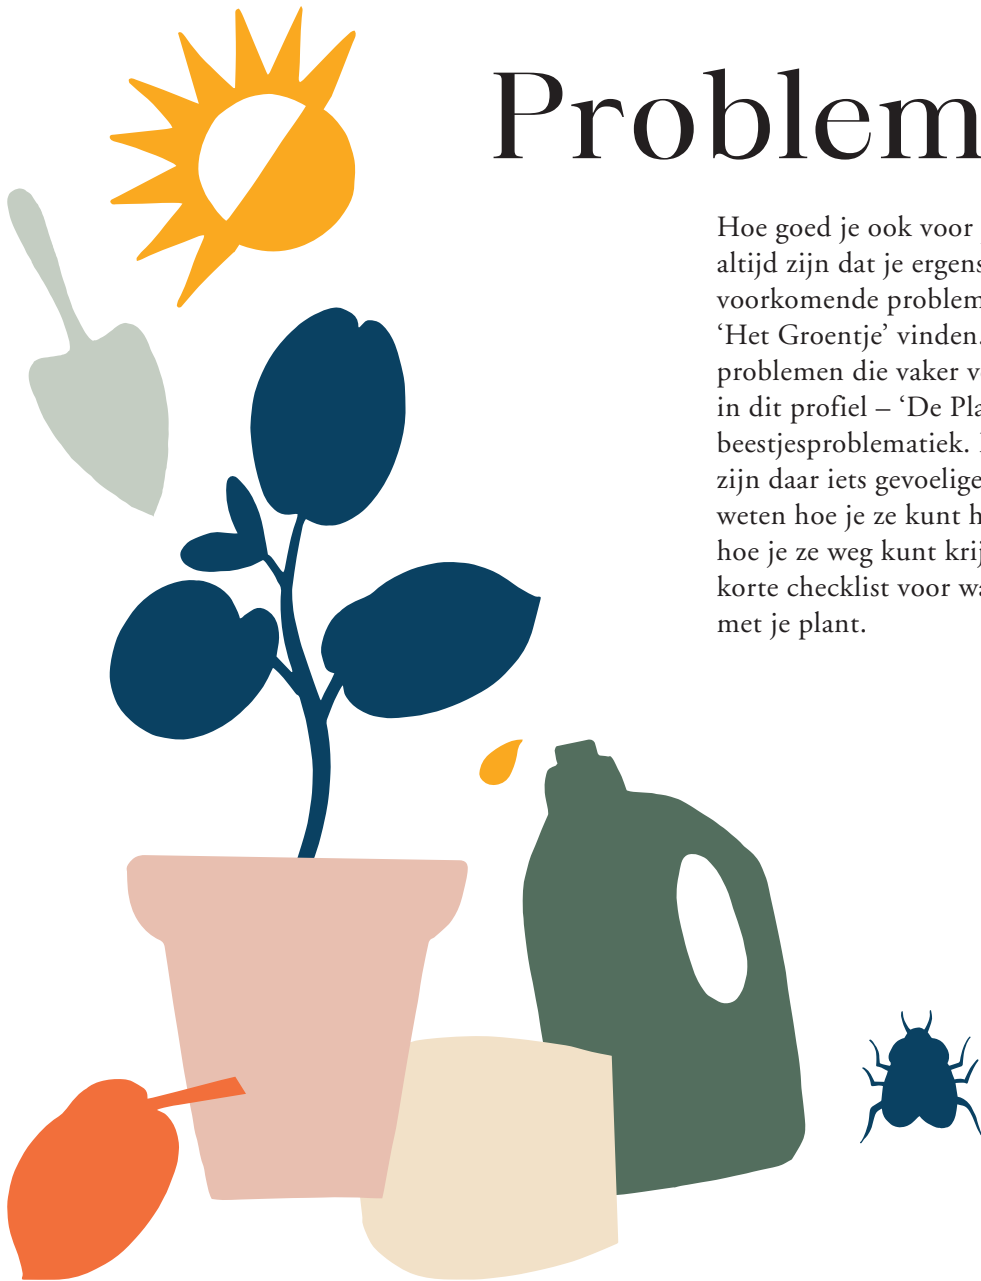 Problem
Hoe goed je ook voor
altijd zijn dat je ergens
voorkomende problem
‘Het Groentje’ vinden.
problemen die vaker v
in dit profiel – ‘De Pla
beestjesproblematiek.
zijn daar iets gevoelige
weten hoe je ze kunt h
hoe je ze weg kunt krij
korte checklist voor wa
met je plant.